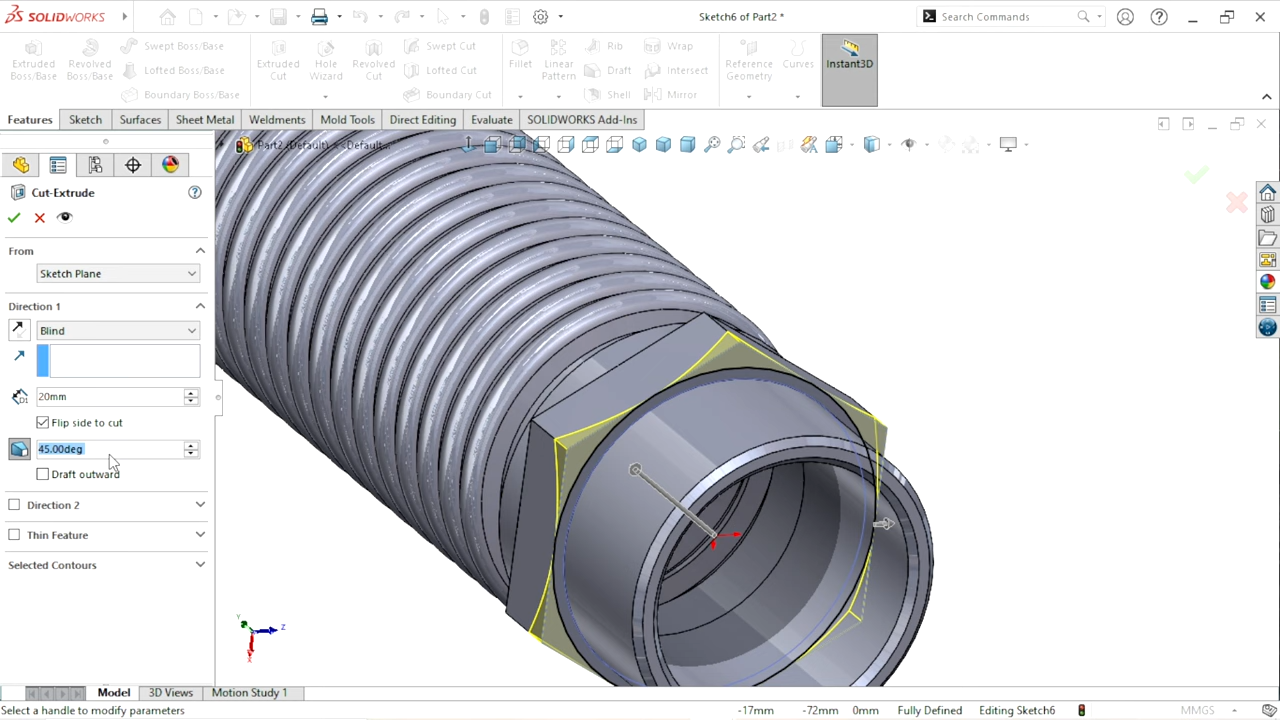 SOLIDWORKS
Sketch6 of Part2 *
Search Commands
Extruded Boss/Base
Revolved Boss/Base
Swept Boss/Base
Lofted Boss/Base
Boundary Boss/Base
Extruded Cut
Hole Wizard
Revolved Cut
Swept Cut
Lofted Cut
Boundary Cut
Fillet
Linear Pattern
Rib
Draft
Shell
Wrap
Intersect
Mirror
Reference Geometry
Curves
Instant3D
Features
Sketch
Surfaces
Sheet Metal
Weldments
Mold Tools
Direct Editing
Evaluate
SOLIDWORKS Add-Ins
Part2 (Default) <<Default...
Cut-Extrude
From
Sketch Plane
Direction 1
Blind
20mm
Flip side to cut
45.00deg
Draft outward
Direction 2
Thin Feature
Selected Contours
Y
Z
X
Model
3D Views
Motion Study 1
Select a handle to modify parameters
-17mm
-72mm
0mm
Fully Defined
Editing Sketch6
MMGS